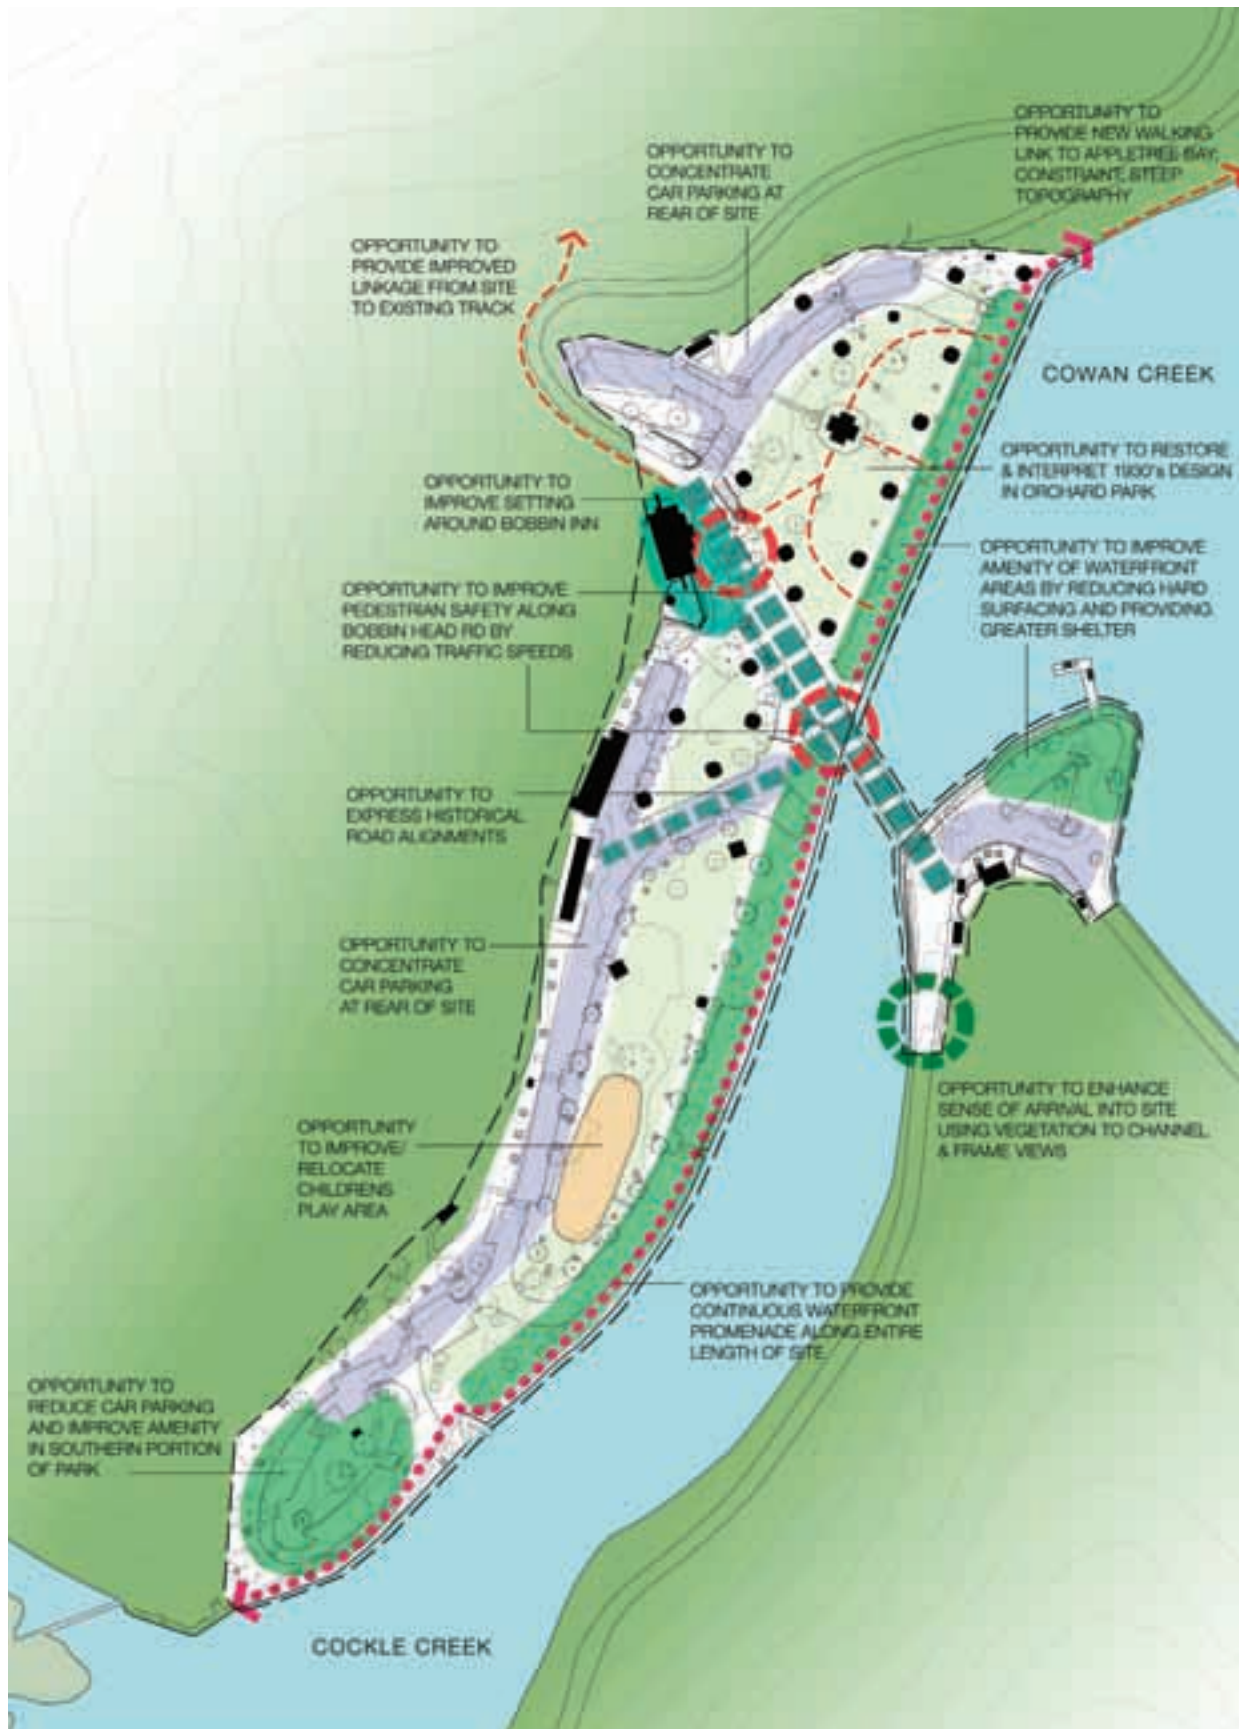 OPPORTUNITY TO
PROVIDE NEW WALKING
LINK TO APPLETREE BAY;
CONSTRAINT: STEEP
TOPOGRAPHY
OPPORTUNITY TO
CONCENTRATE
CAR PARKING AT
REAR OF SITE
OPPORTUNITY TO
PROVIDE IMPROVED
LINKAGE FROM SITE
TO EXISTING TRACK
COWAN CREEK
OPPORTUNITY TO RESTORE
& INTERPRET 1930's DESIGN
IN ORCHARD PARK
OPPORTUNITY TO
IMPROVE SETTING
AROUND BOBBIN INN
OPPORTUNITY TO IMPROVE
AMENITY OF WATERFRONT
AREAS BY REDUCING HARD
SURFACING AND PROVIDING
GREATER SHELTER
OPPORTUNITY TO IMPROVE
PEDESTRIAN SAFETY ALONG
BOBBIN HEAD RD BY
REDUCING TRAFFIC SPEEDS
OPPORTUNITY TO
EXPRESS HISTORICAL
ROAD ALIGNMENTS
OPPORTUNITY TO
CONCENTRATE
CAR PARKING
AT REAR OF SITE
OPPORTUNITY TO ENHANCE
SENSE OF ARRIVAL INTO SITE
USING VEGETATION TO CHANNEL
& FRAME VIEWS
OPPORTUNITY
TO IMPROVE/
RELOCATE
CHILDRENS
PLAY AREA
OPPORTUNITY TO PROVIDE
CONTINUOUS WATERFRONT
PROMENADE ALONG ENTIRE
LENGTH OF SITE
OPPORTUNITY TO
REDUCE CAR PARKING
AND IMPROVE AMENITY
IN SOUTHERN PORTION
OF PARK
COCKLE CREEK